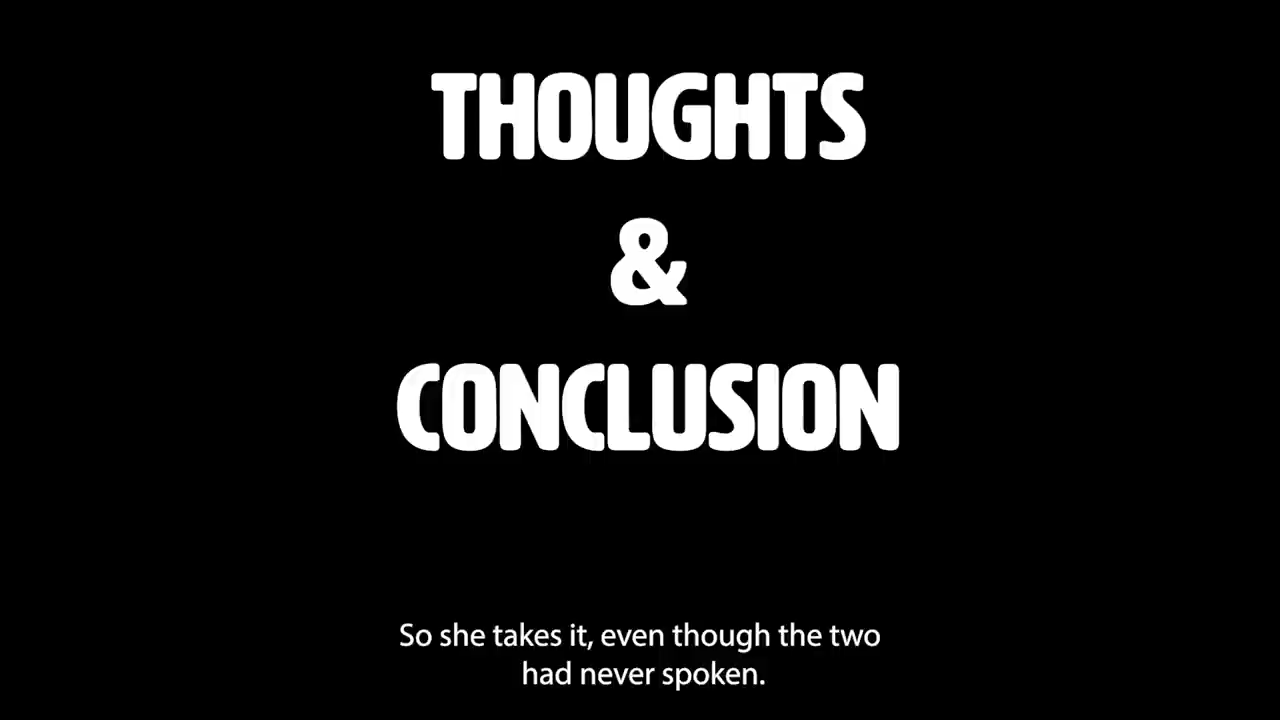 THOUGHTS
&
CONCLUSION
So she takes it, even though the two
had never spoken.